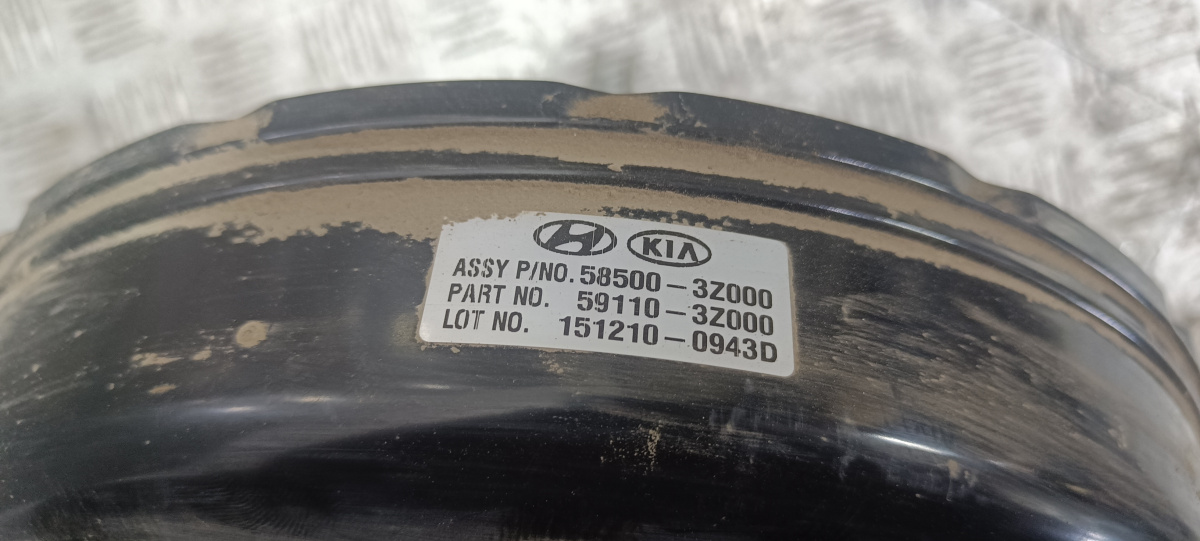 KIA
ASSY P/NO. 58500-3Z000
PART NO. 59110-3Z000
LOT NO. 151210-0943D